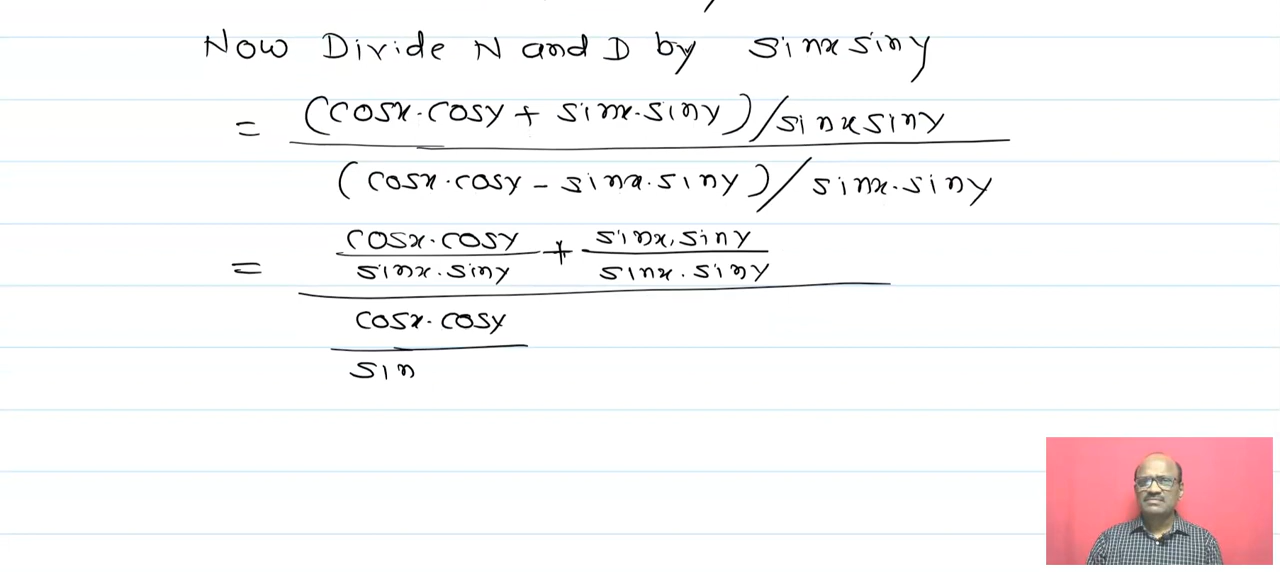 Now Divide N and D by sinx siny
= (cosx.cosy + sinx.siny)/sinx siny
(cosx.cosy - sinx.siny)/sinx.siny
= cosx.cosy/sinx.siny + sinx.siny/sinx.siny
cosx.cosy
sin